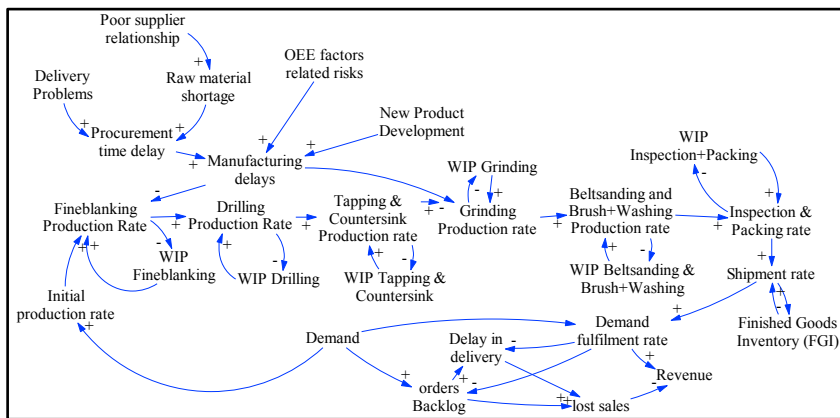 Poor supplier
relationship
OEE factors
related risks
Delivery
Problems
Raw material
shortage
New Product
Development
Procurement
time delay
Manufacturing
delays
WIP Grinding
WIP
Inspection+Packing
Fineblanking
Production Rate
Drilling
Production Rate
Tapping &
Countersink
Production rate
Grinding
Production rate
Beltsanding and
Brush+Washing
Production rate
Inspection &
Packing rate
WIP
Fineblanking
WIP Drilling
WIP Tapping &
Countersink
WIP Beltsanding &
Brush+Washing
Shipment rate
Initial
production rate
Demand
Delay in
delivery
Demand
fulfilment rate
Finished Goods
Inventory (FGI)
orders
Backlog
lost sales
Revenue